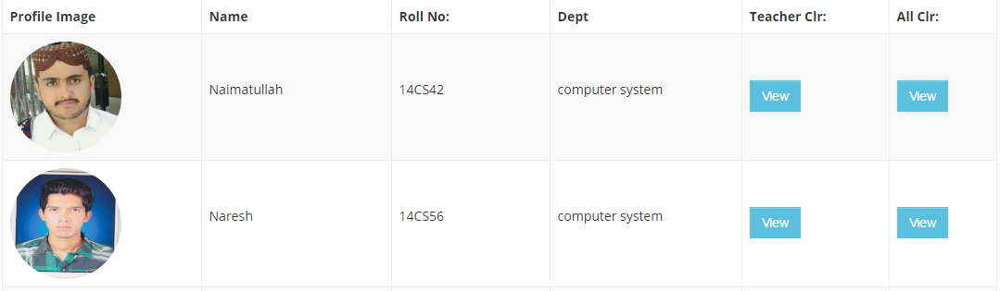 Profile Image Name Roll No: Dept Teacher Clr: All Clr:
Naimatullah 14CS42 computer system View View
Naresh 14CS56 computer system View View